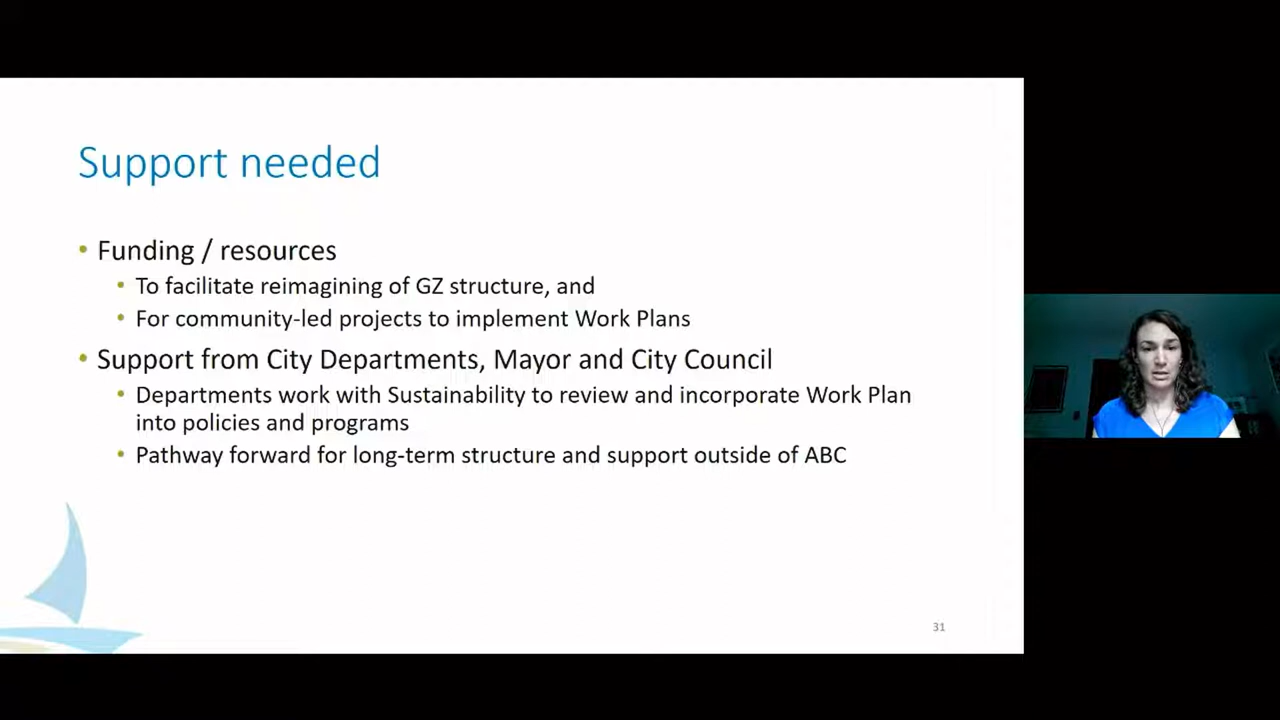 Support needed
• Funding / resources
• To facilitate reimagining of GZ structure, and
• For community-led projects to implement Work Plans
• Support from City Departments, Mayor and City Council
• Departments work with Sustainability to review and incorporate Work Plan
into policies and programs
• Pathway forward for long-term structure and support outside of ABC
31